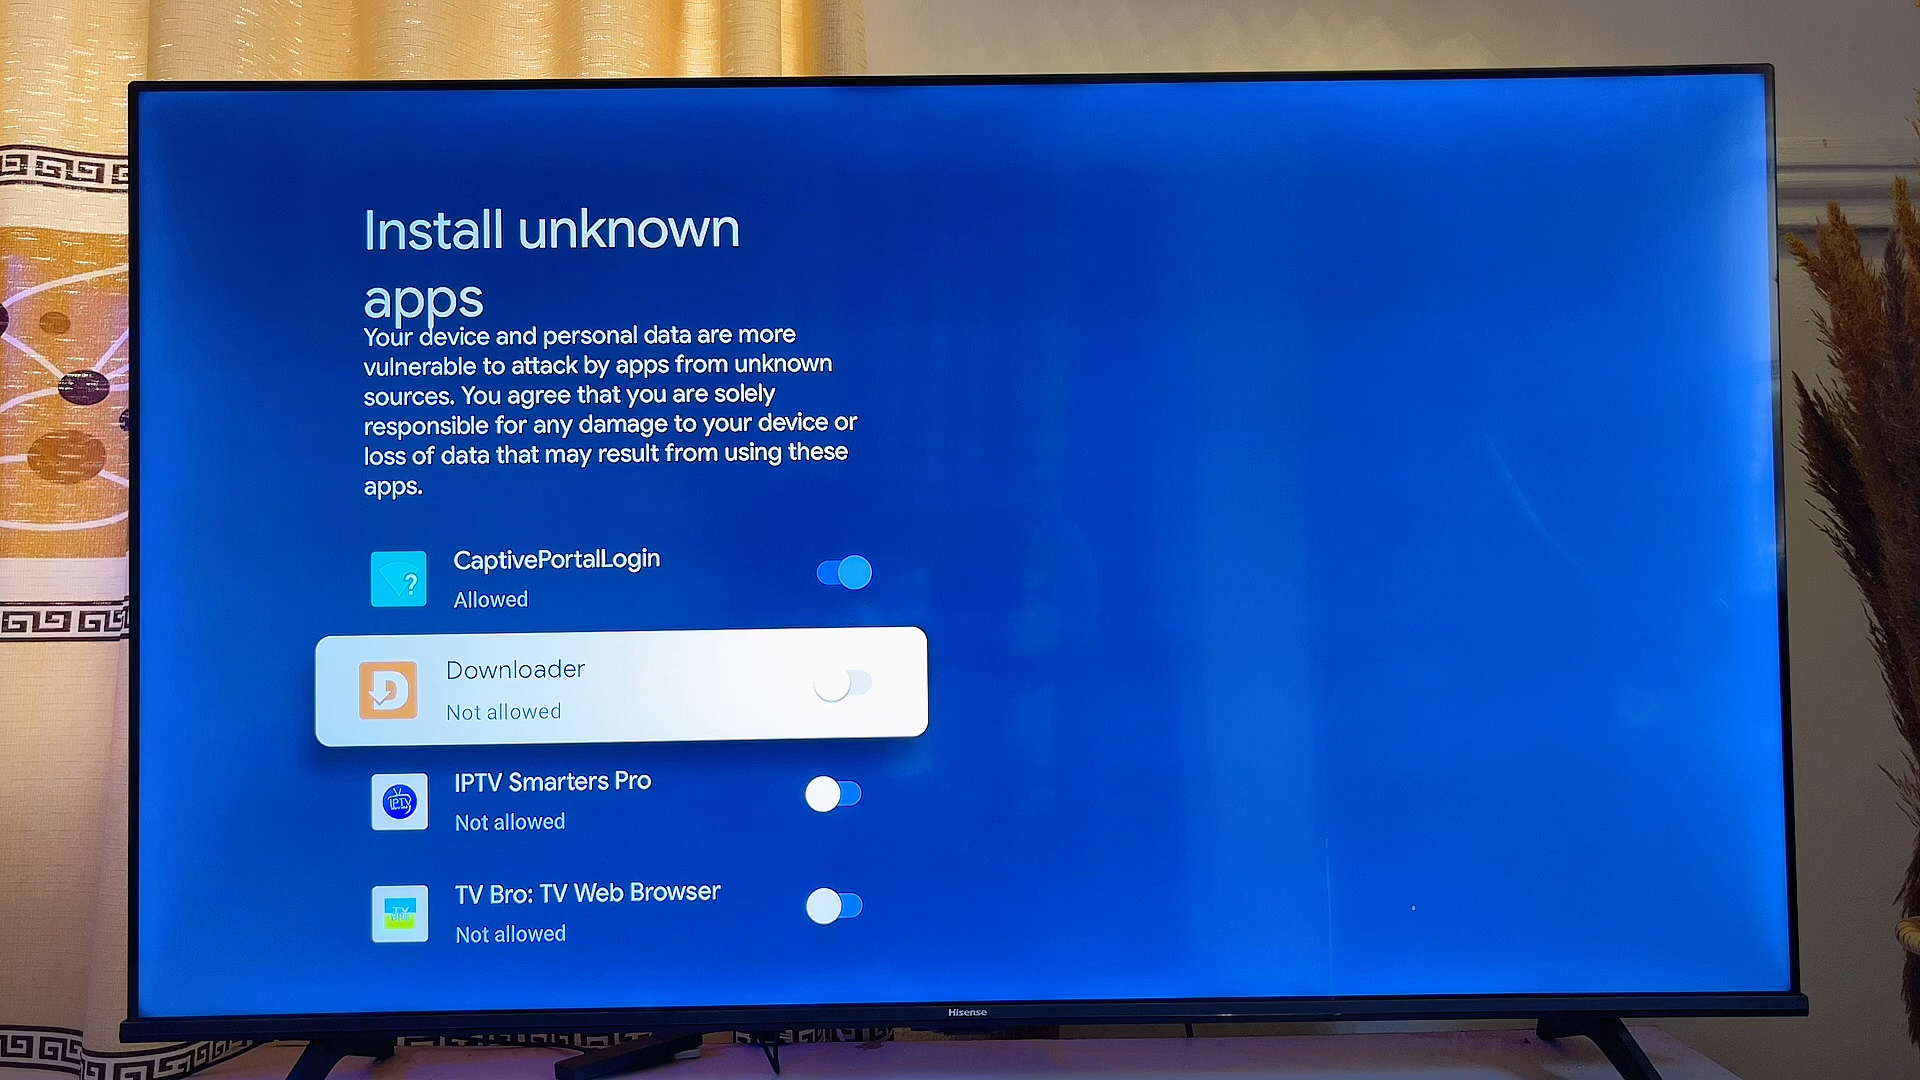 Install unknown
apps
Your device and personal data are more
vulnerable to attack by apps from unknown
sources. You agree that you are solely
responsible for any damage to your device or
loss of data that may result from using these
apps.
CaptivePortalLogin
Allowed
?
D
Downloader
Not allowed
IPTV Smarters Pro
IPTV
Not allowed
TV Bro: TV Web Browser
TV
BRO
Not allowed
Hisense